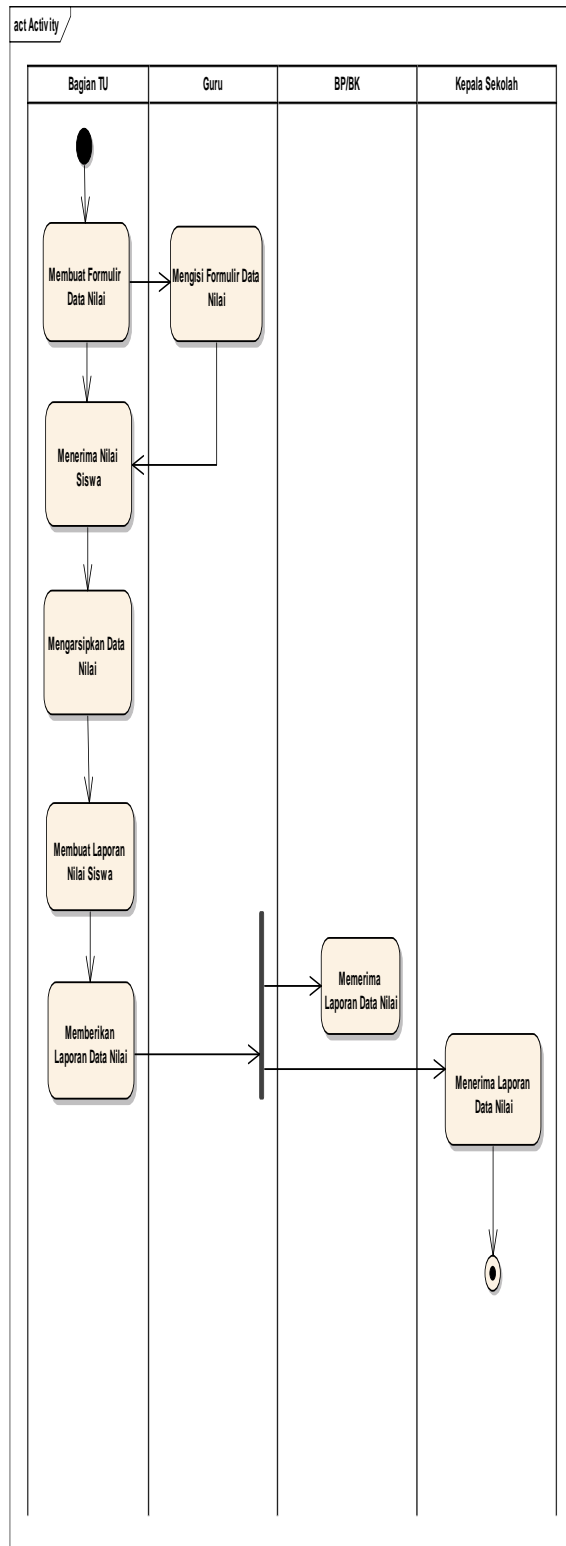 act Activity
Bagian TU
Guru
BP/BK
Kepala Sekolah
Membuat Formulir
Data Nilai
Mengisi Formulir Data
Nilai
Menerima Nilai
Siswa
Mengarsipkan Data
Nilai
Membuat Laporan
Nilai Siswa
Memberikan
Laporan Data Nilai
Memerima
Laporan Data Nilai
Menerima Laporan
Data Nilai